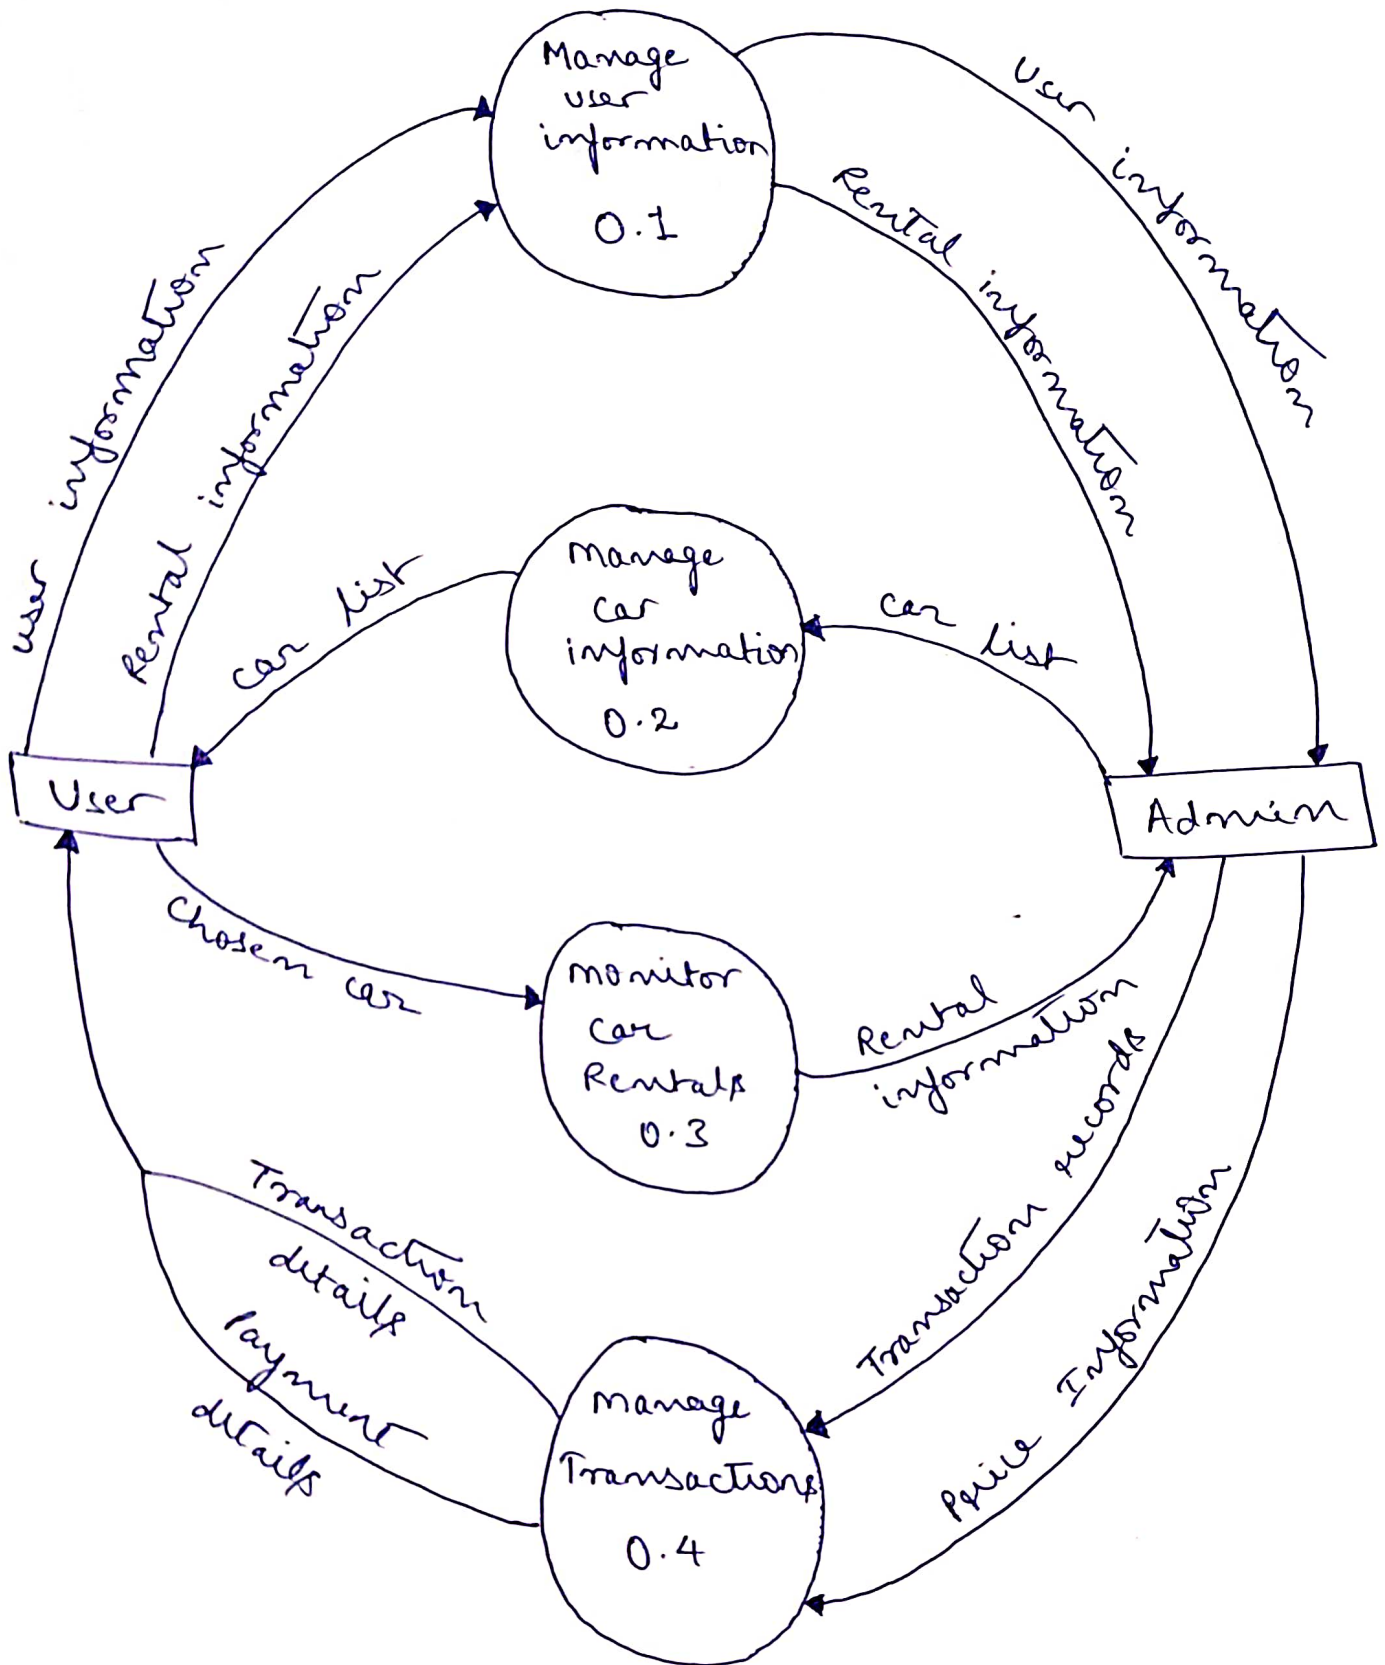 Manage
user
information
0.1
User information
Rental information
user information
Rental information
manage
car
information
0.2
car list
car list
User
Admin
Chosen car
monitor
car
Rentals
0.3
Rental
information
Transaction records
Price Information
Transaction
details
Payment
details
manage
Transactions
0.4